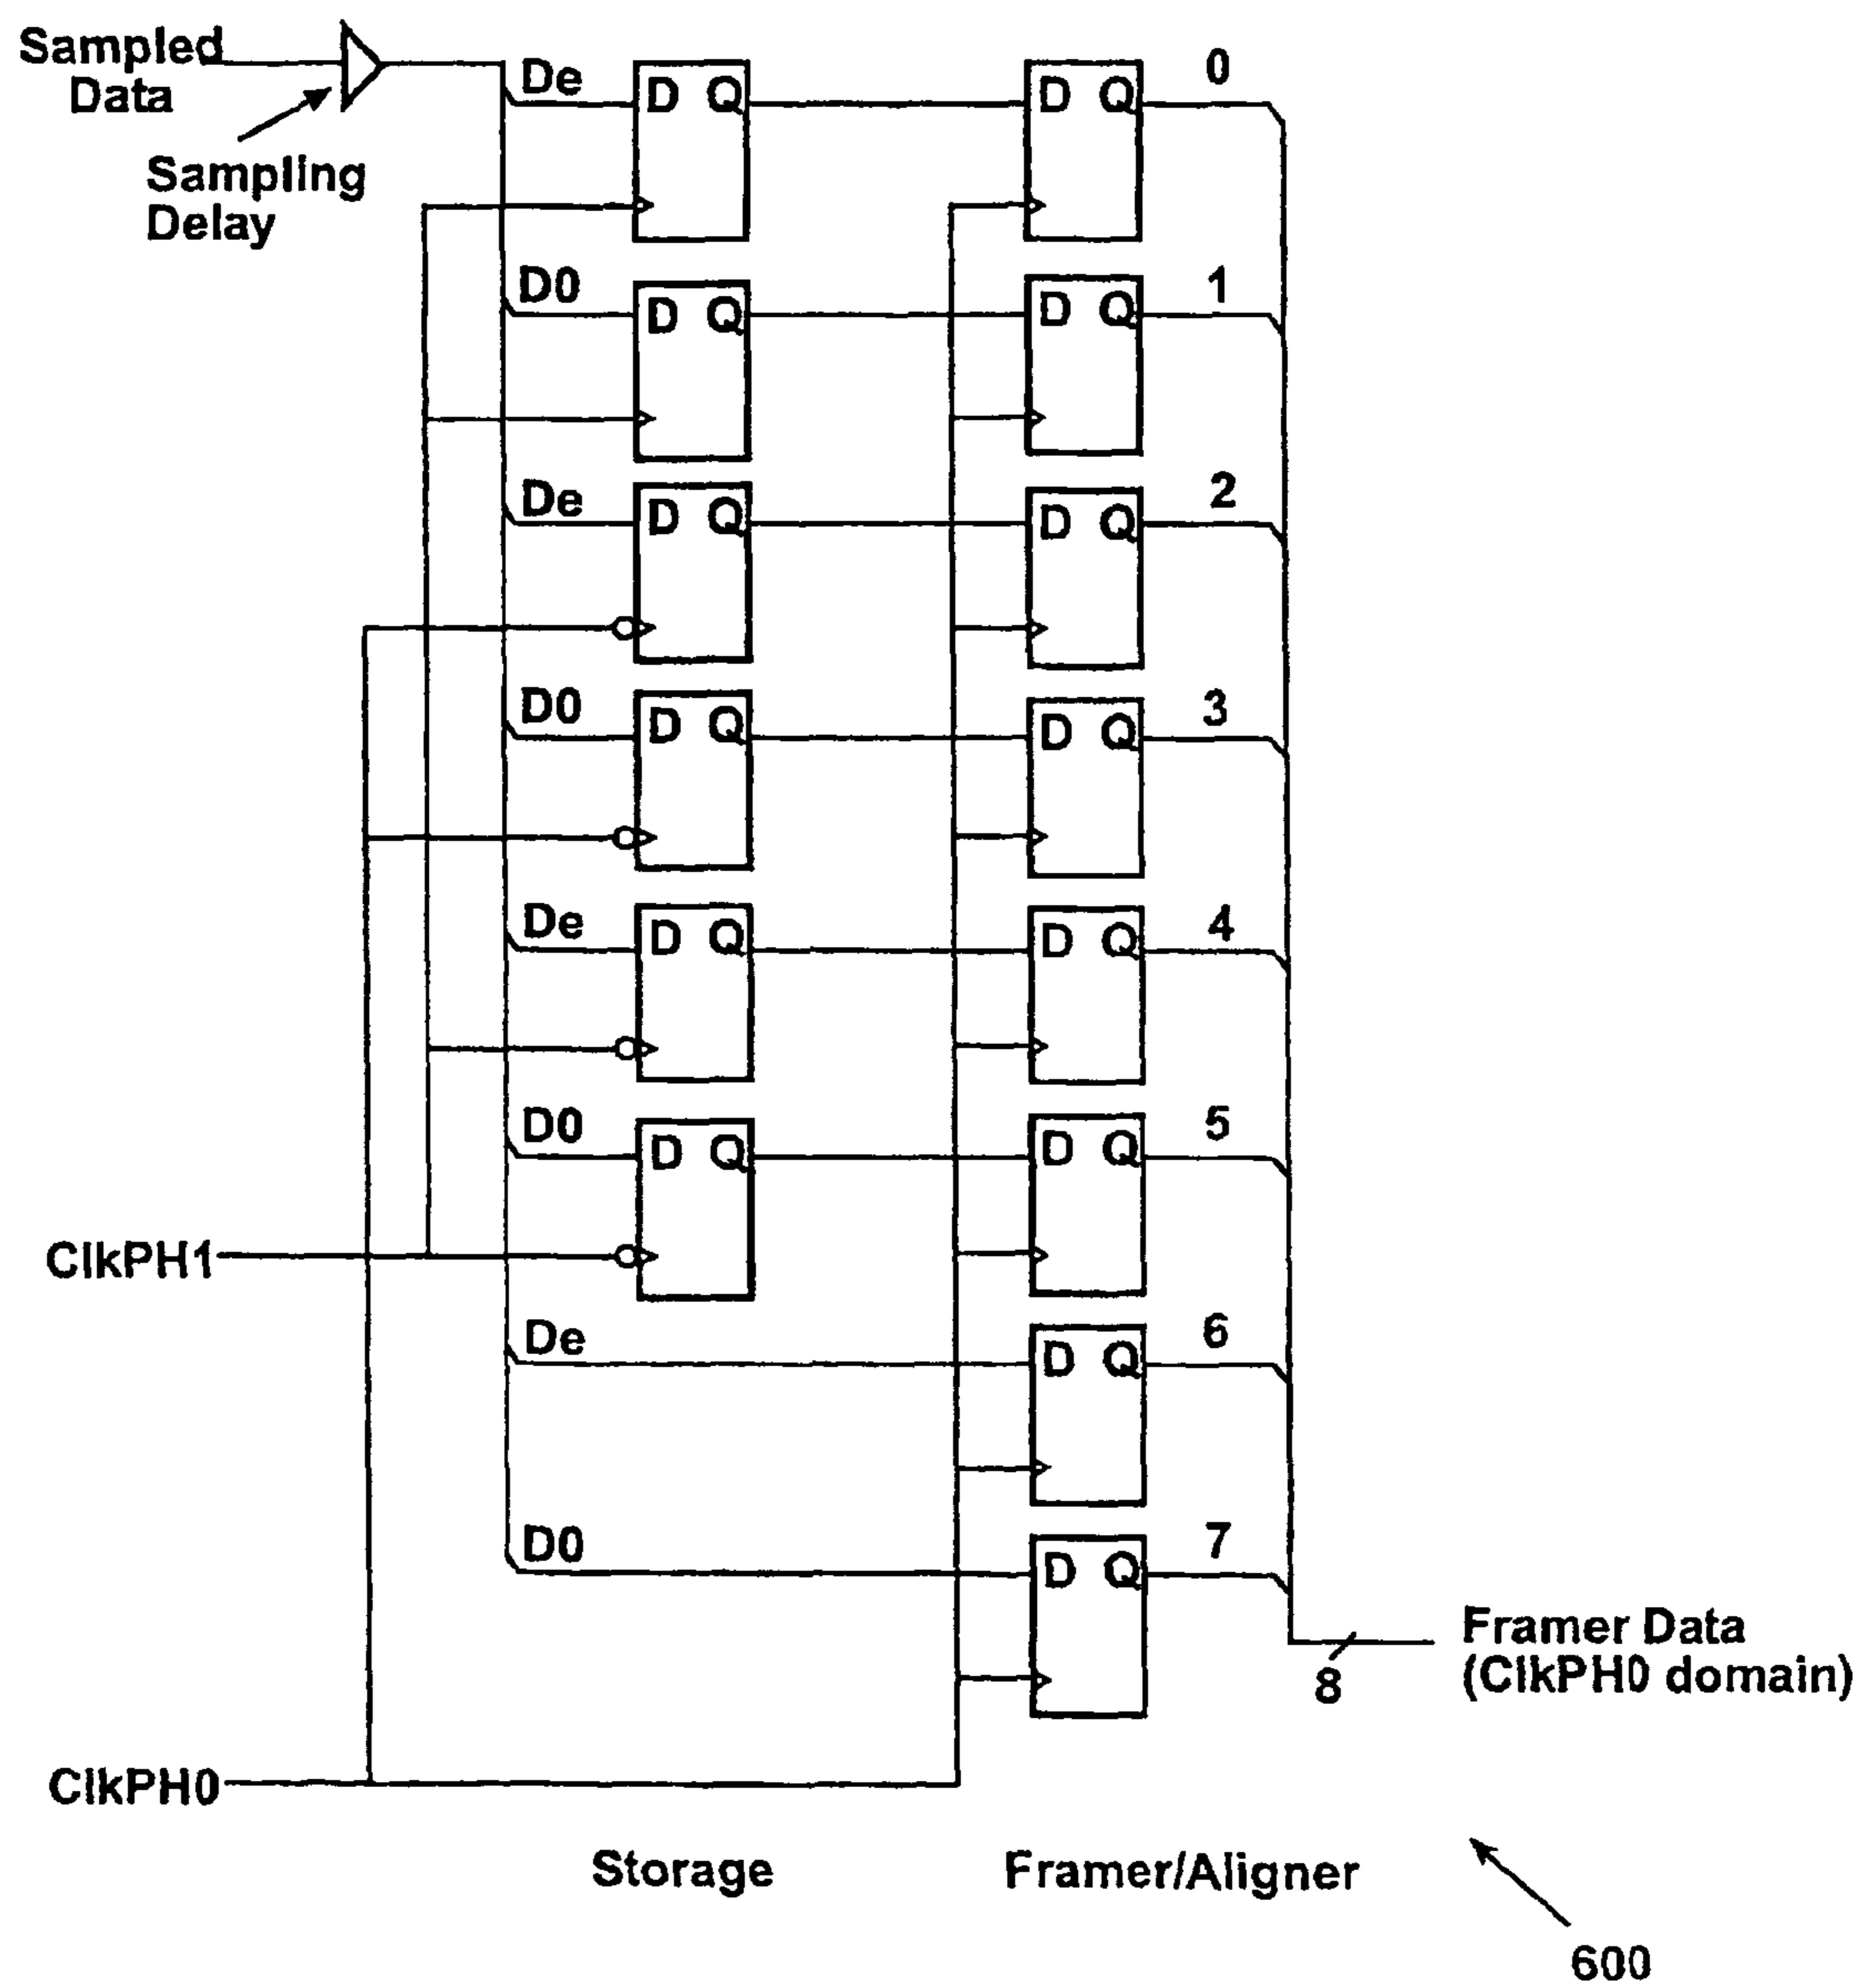 Sampled
Data
Sampling
Delay
De D Q D Q 0
D0 D Q D Q 1
De D Q D Q 2
D0 D Q D Q 3
De D Q D Q 4
D0 D Q D Q 5
ClkPH1
De D Q 6
D0 D Q 7
Framer Data
(ClkPH0 domain)
8
ClkPH0
Storage
Framer/Aligner
600